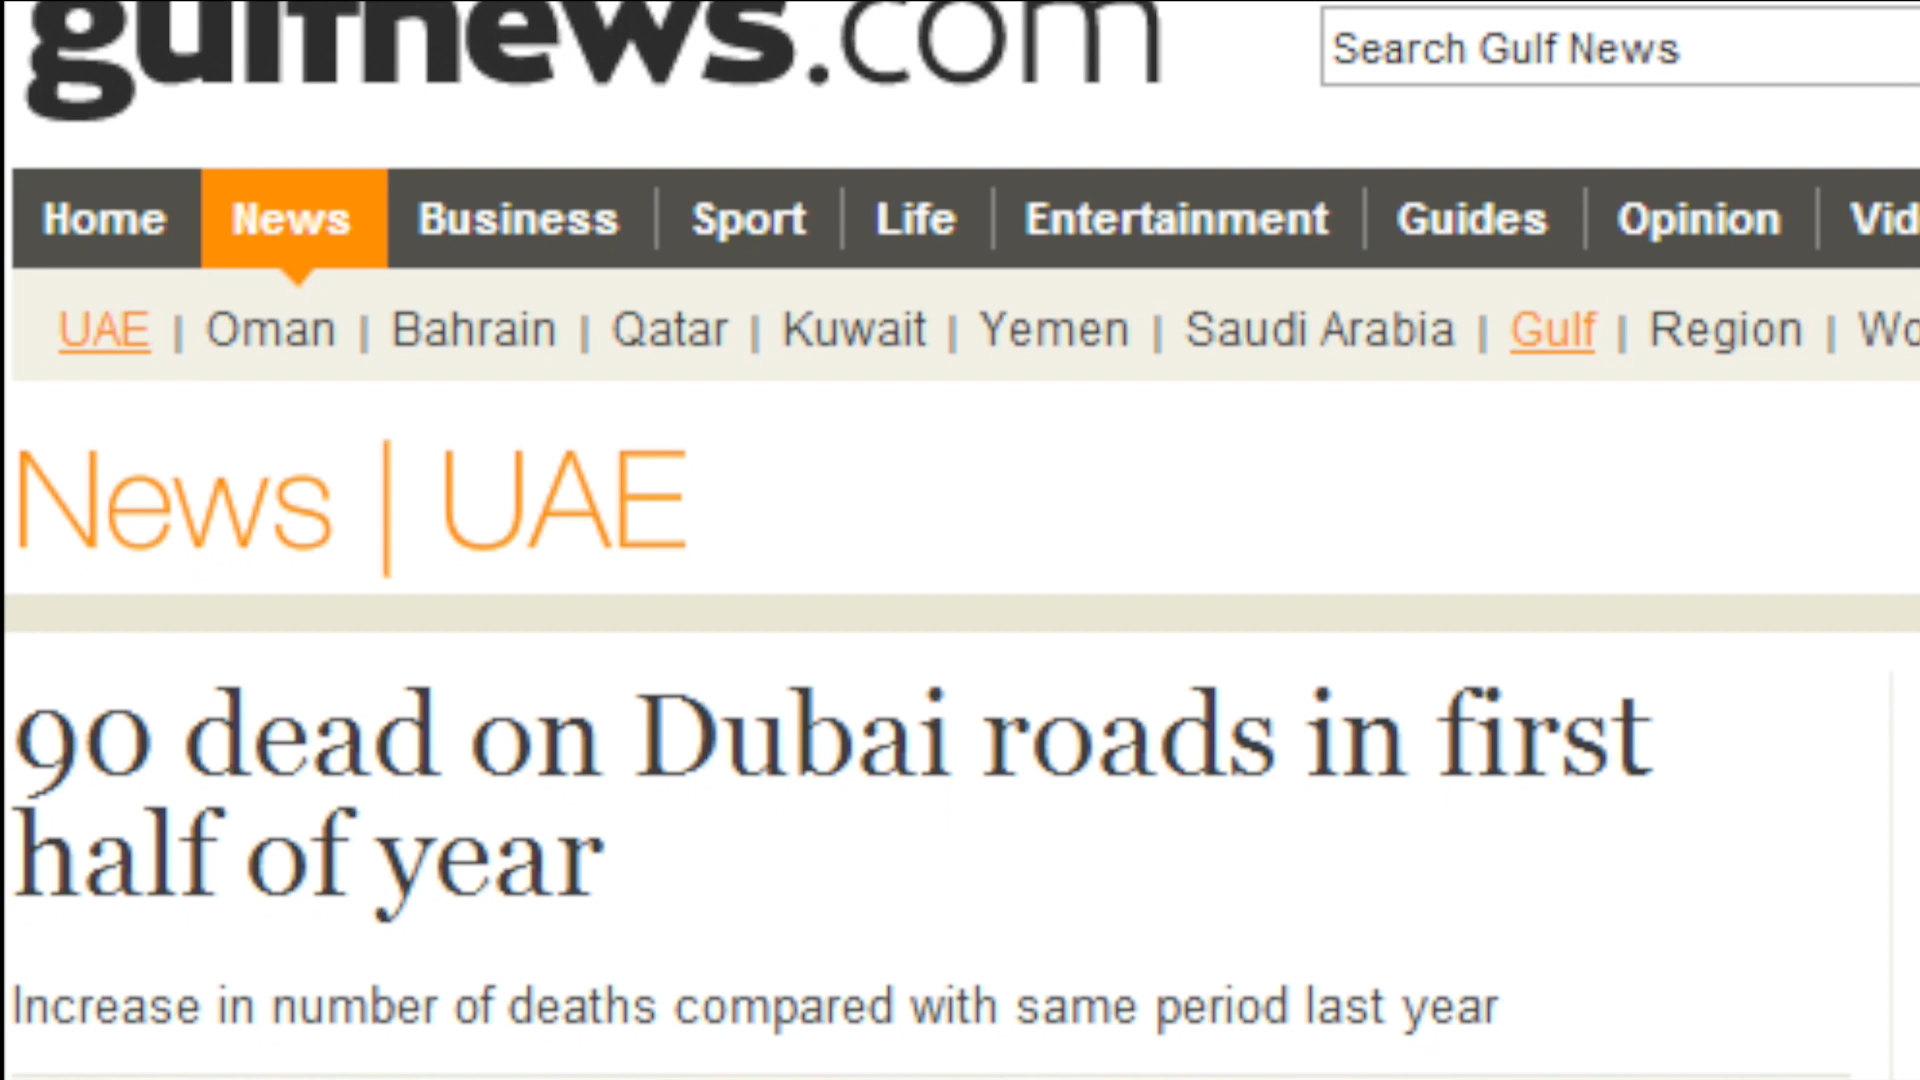 gulfnews.com
Search Gulf News
Home News Business Sport Life Entertainment Guides Opinion Vid
UAE | Oman | Bahrain | Qatar | Kuwait | Yemen | Saudi Arabia | Gulf | Region | Wo
News | UAE
90 dead on Dubai roads in first
half of year
Increase in number of deaths compared with same period last year